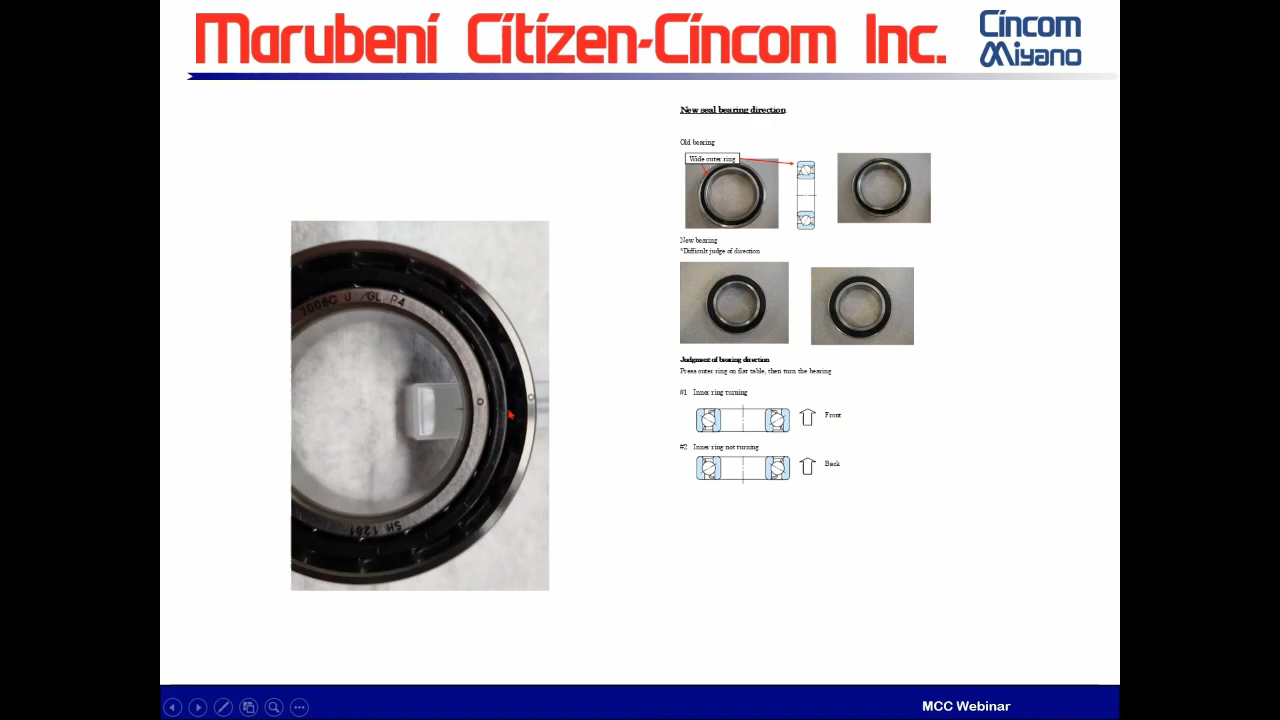 Marubeni Citizen-Cincom Inc.
Cincom
Miyano
New seal bearing direction
Old bearing
Wide outer ring
New bearing
*Difficult judge of direction
7008C U /GL P4
SH 1281
Judgment of bearing direction
Press outer ring on flat table, then turn the bearing
#1 Inner ring turning
Front
#2 Inner ring not turning
Back
MCC Webinar